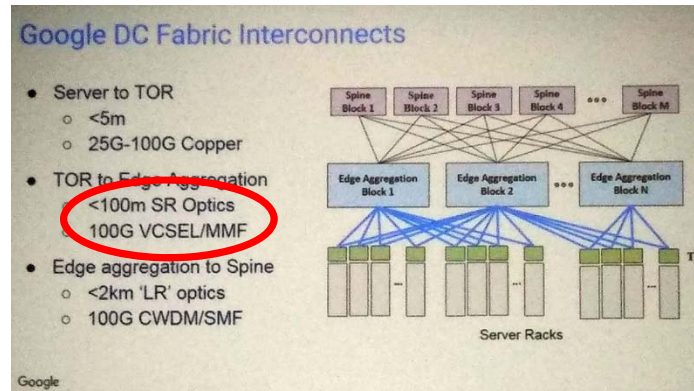 Google DC Fabric Interconnects
● Server to TOR
○ <5m
○ 25G-100G Copper
● TOR to Edge Aggregation
○ <100m SR Optics
○ 100G VCSEL/MMF
● Edge aggregation to Spine
○ <2km 'LR' optics
○ 100G CWDM/SMF
Spine Block 1
Spine Block 2
Spine Block 3
Spine Block 4
Spine Block M
Edge Aggregation Block 1
Edge Aggregation Block 2
Edge Aggregation Block N
T
Server Racks
Google